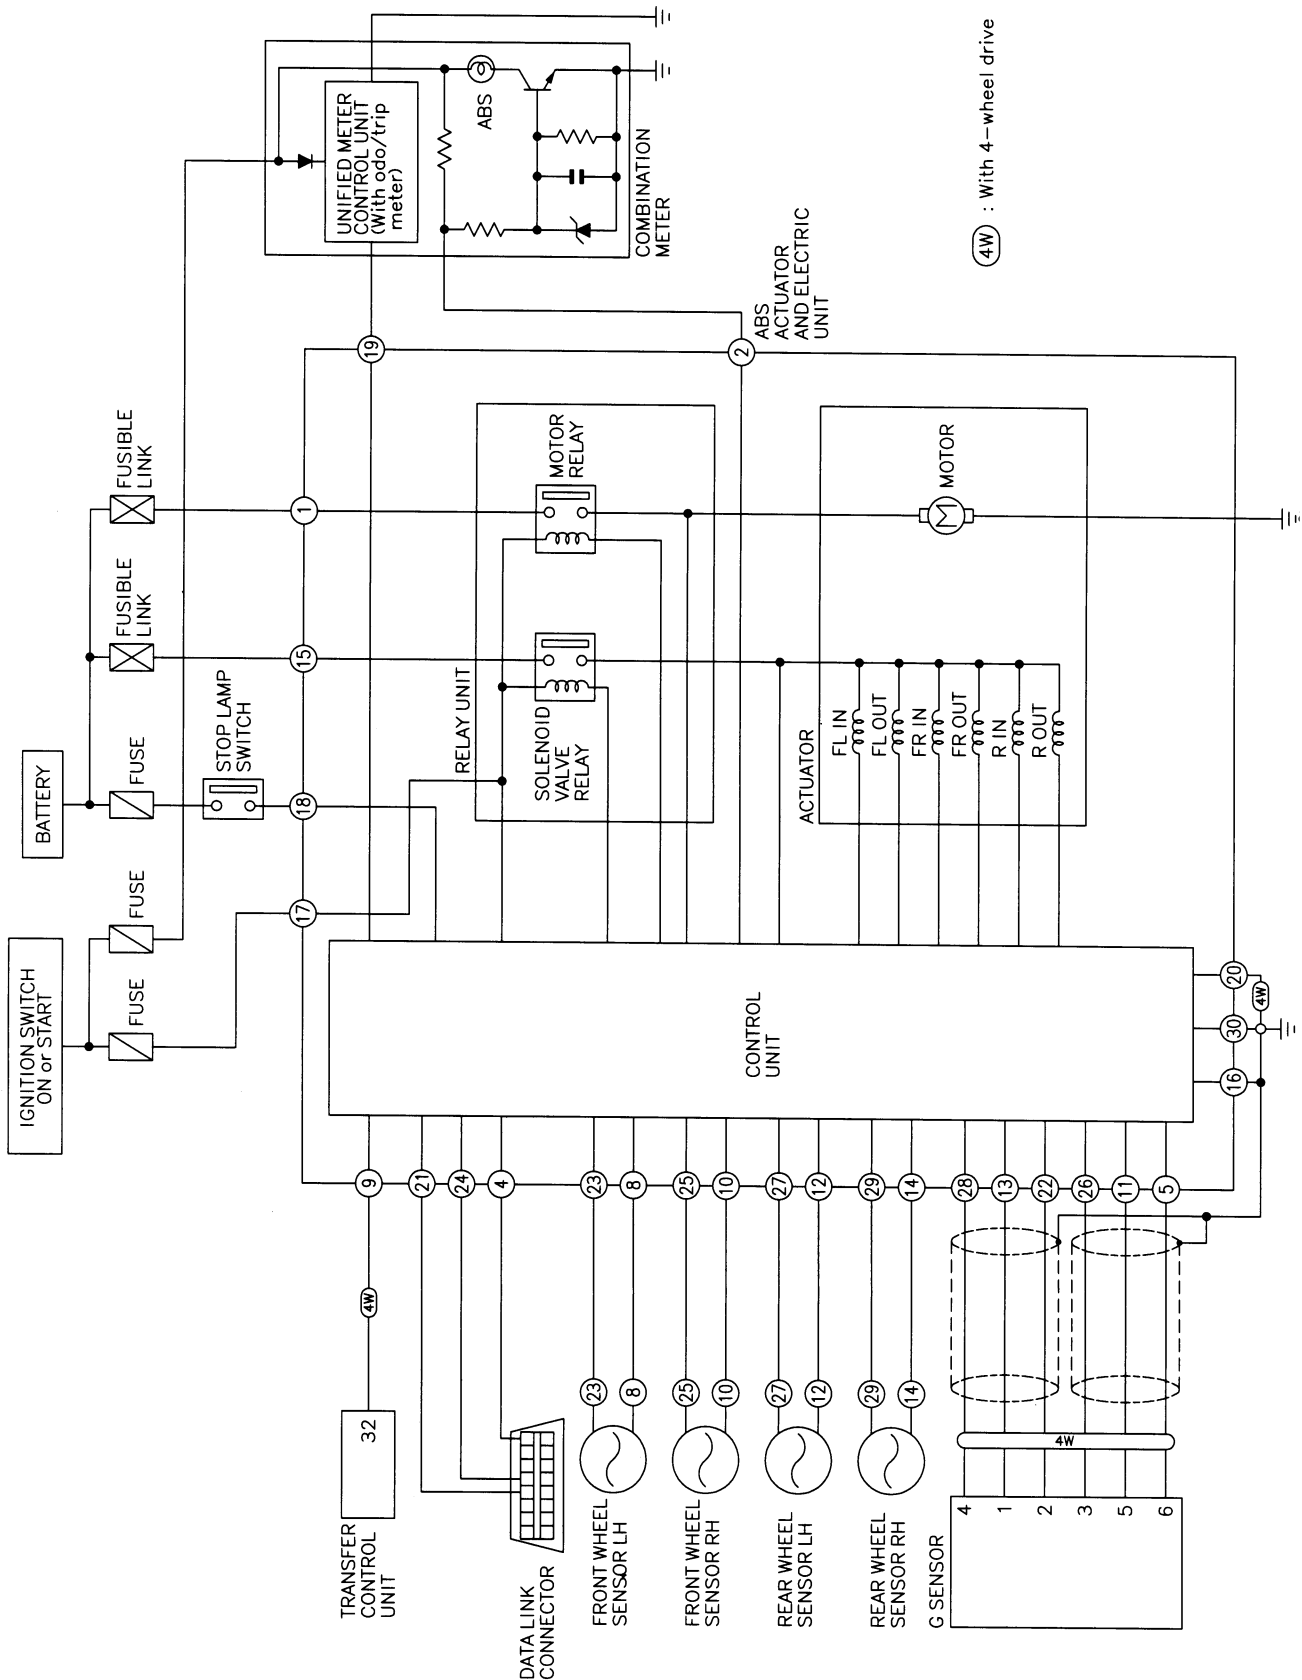 IGNITION SWITCH
ON or START
BATTERY
FUSE
FUSE
FUSE
FUSIBLE
LINK
FUSIBLE
LINK
STOP LAMP
SWITCH
17
18
15
1
19
2
UNIFIED METER
CONTROL UNIT
(With odo/trip
meter)
ABS
COMBINATION
METER
ABS
ACTUATOR
AND ELECTRIC
UNIT
RELAY UNIT
SOLENOID
VALVE
RELAY
MOTOR
RELAY
ACTUATOR
FL IN
FL OUT
FR IN
FR OUT
R IN
R OUT
MOTOR
M
4W : With 4-wheel drive
CONTROL
UNIT
16
30
20
4W
9
21
24
4
23
8
25
10
27
12
29
14
28
13
22
26
11
5
4W
32
TRANSFER
CONTROL
UNIT
DATA LINK
CONNECTOR
23
8
FRONT WHEEL
SENSOR LH
25
10
FRONT WHEEL
SENSOR RH
27
12
REAR WHEEL
SENSOR LH
29
14
REAR WHEEL
SENSOR RH
4W
4
1
2
3
5
6
G SENSOR